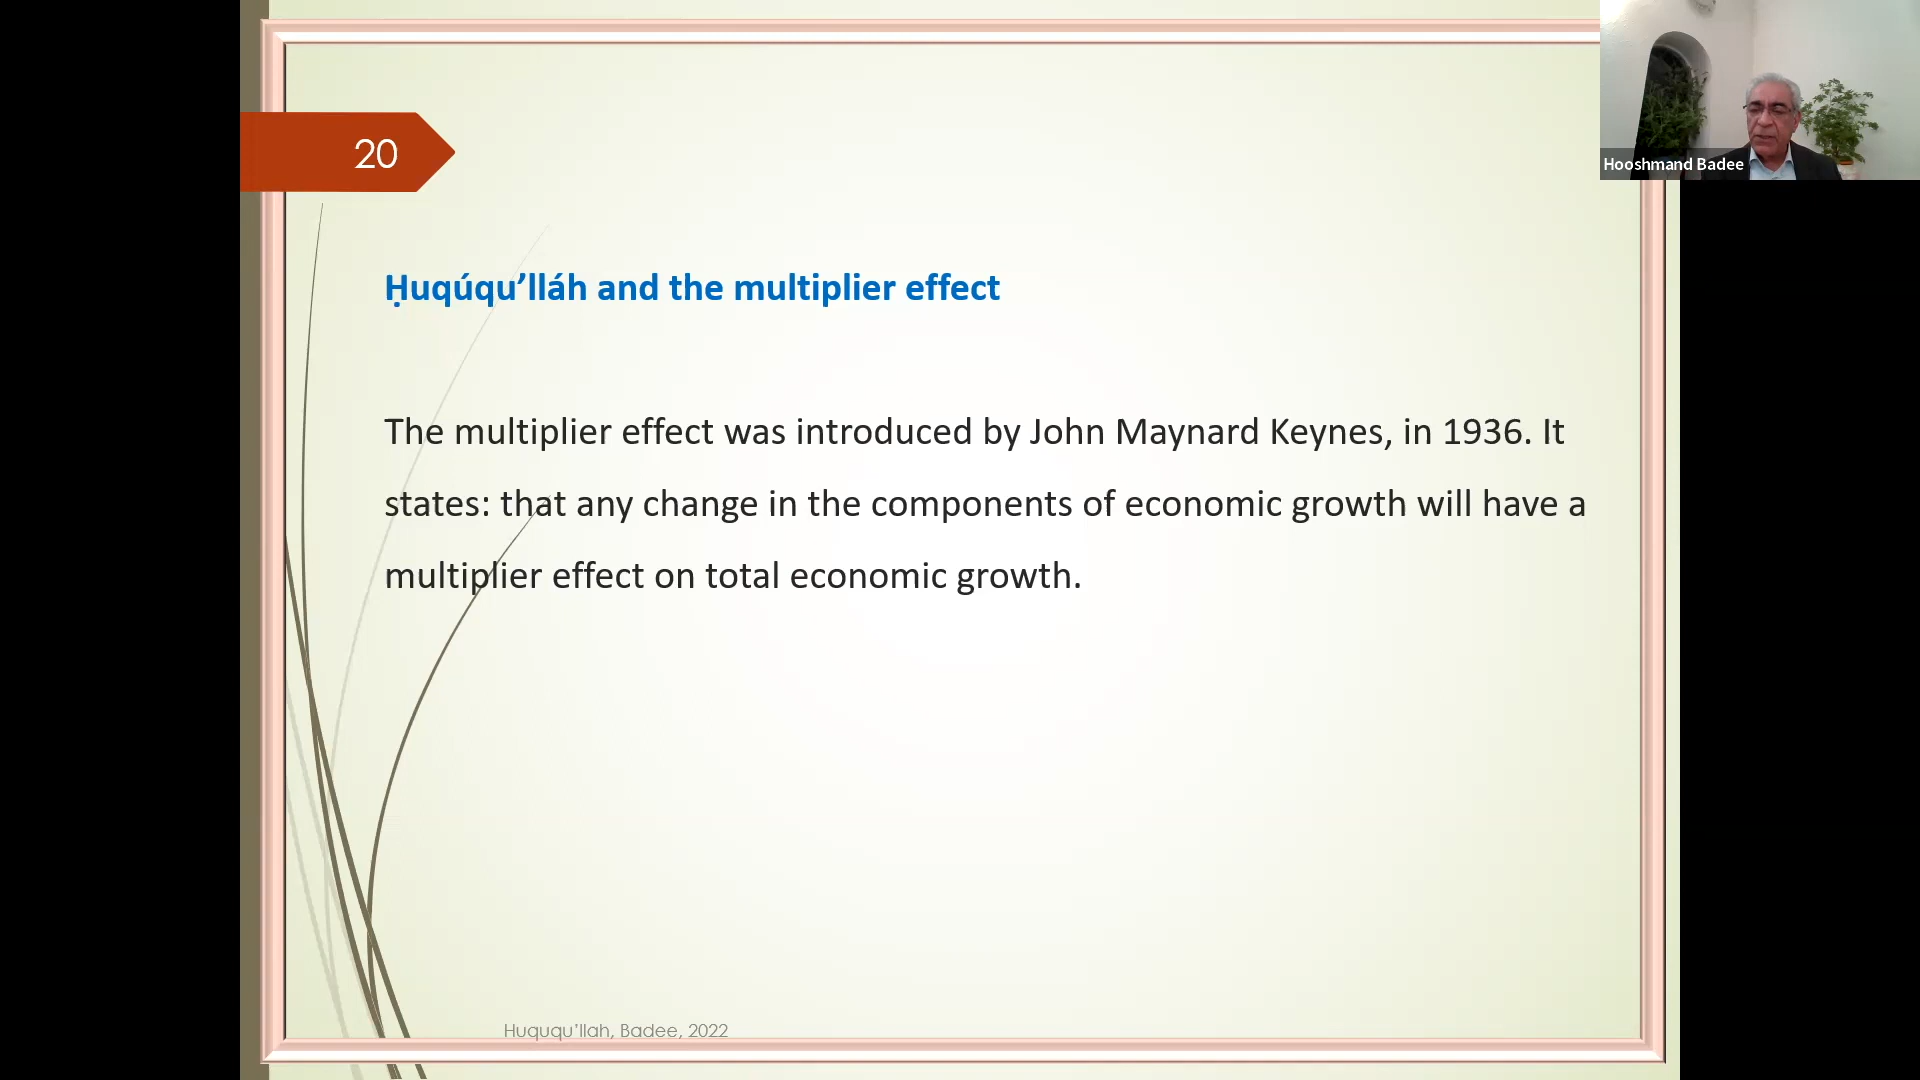 20
Hooshmand Badee
Ḥuqúqu’lláh and the multiplier effect
The multiplier effect was introduced by John Maynard Keynes, in 1936. It
states: that any change in the components of economic growth will have a
multiplier effect on total economic growth.
Huququ’llah, Badee, 2022